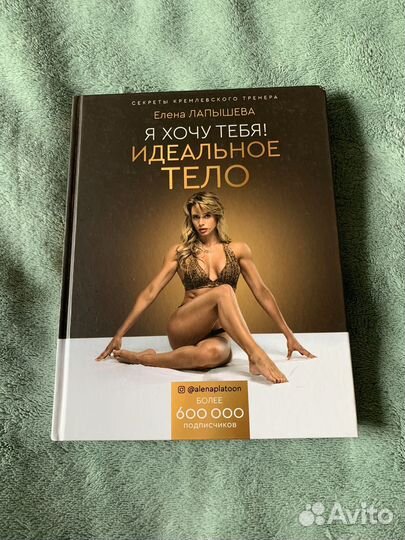 СЕКРЕТЫ КРЕМЛЕВСКОГО ТРЕНЕРА
Елена ЛАПЫШЕВА
Я ХОЧУ ТЕБЯ!
ИДЕАЛЬНОЕ
ТЕЛО
@alenaplatoon
БОЛЕЕ
600 000
ПОДПИСЧИКОВ
Avito